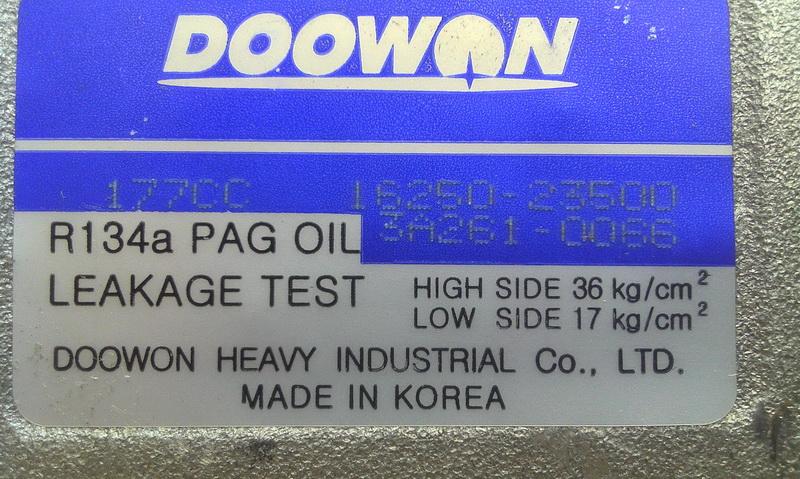 DOOWON
177CC 16250-23500
R134a PAG OIL 3A261-0066
LEAKAGE TEST HIGH SIDE 36 kg/cm²
LOW SIDE 17 kg/cm²
DOOWON HEAVY INDUSTRIAL Co., LTD.
MADE IN KOREA